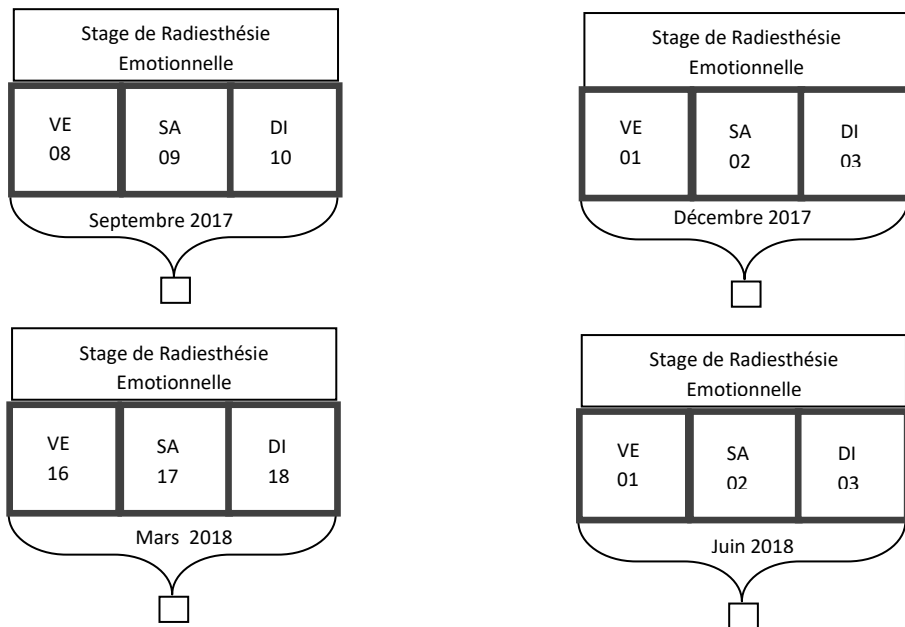 Stage de Radiesthésie
Emotionnelle
VE
08
SA
09
DI
10
Septembre 2017
Stage de Radiesthésie
Emotionnelle
VE
01
SA
02
DI
03
Décembre 2017
Stage de Radiesthésie
Emotionnelle
VE
16
SA
17
DI
18
Mars 2018
Stage de Radiesthésie
Emotionnelle
VE
01
SA
02
DI
03
Juin 2018